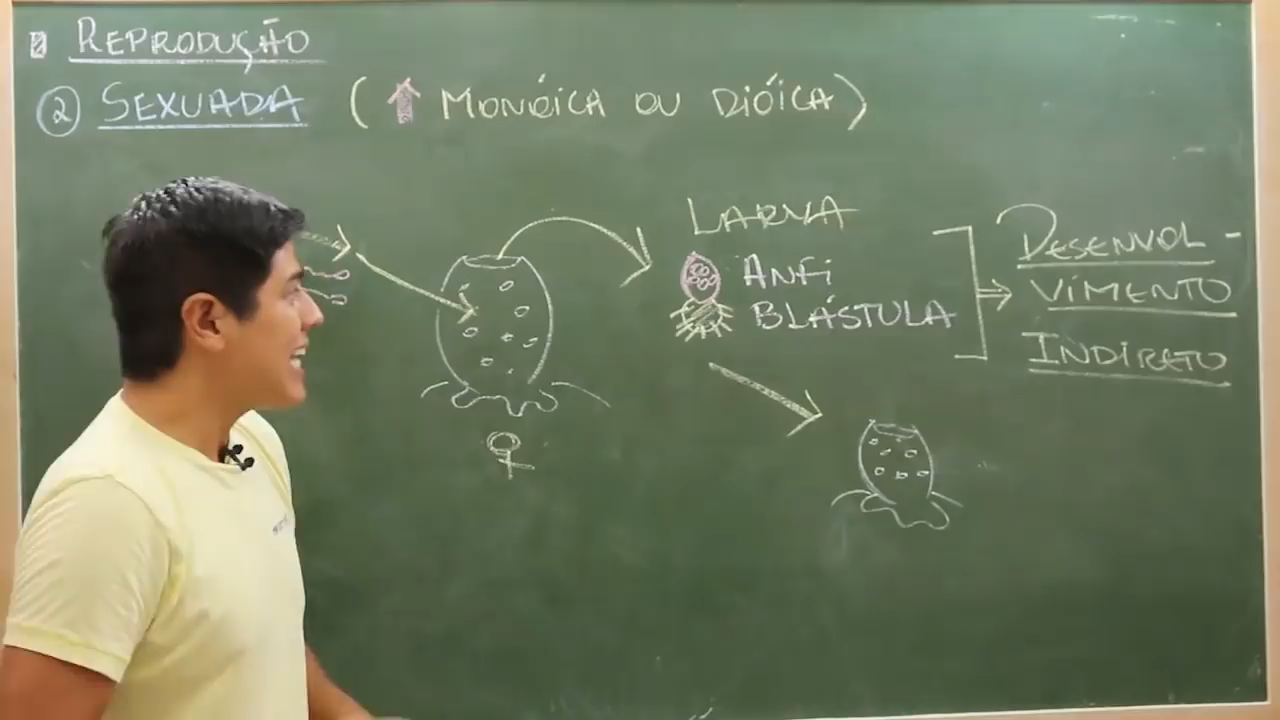 REPRODUÇÃO
2 SEXUADA (↑ MONÓICA OU DIÓICA)
LARVA
ANFI
BLÁSTULA
DESENVOL-
VIMENTO
INDIRETO
♀